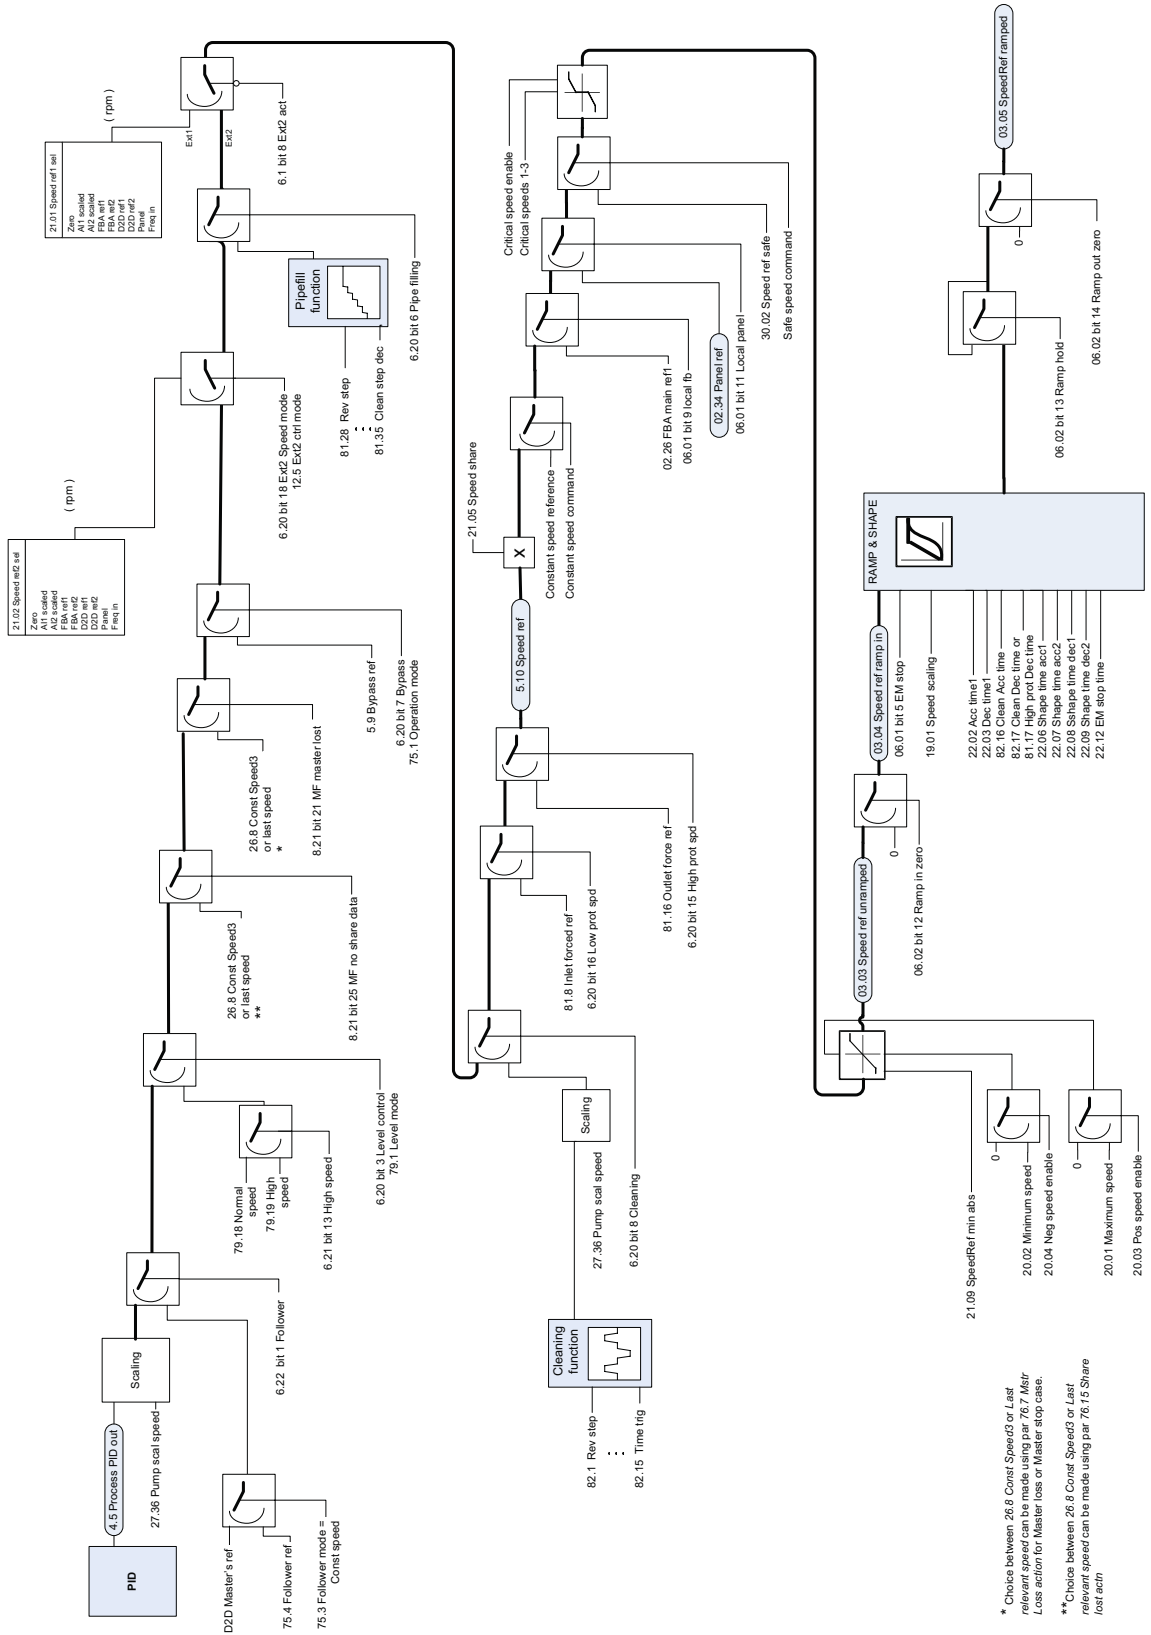 PID
4.5 Process PID out
27.36 Pump scal speed
Scaling
D2D Master's ref
75.4 Follower ref
75.3 Follower mode =
Const speed
6.22 bit 1 Follower
79.18 Normal
speed
79.19 High
speed
6.21 bit 13 High speed
6.20 bit 3 Level control
79.1 Level mode
26.8 Const Speed3
or last speed
**
8.21 bit 25 MF no share data
26.8 Const Speed3
or last speed
*
8.21 bit 21 MF master lost
5.9 Bypass ref
6.20 bit 7 Bypass
75.1 Operation mode
21.02 Speed ref2 sel
Zero
AI1 scaled
AI2 scaled
FBA ref1
FBA ref2
D2D ref1
D2D ref2
Panel
Freq in
( rpm )
6.20 bit 18 Ext2 Speed mode
12.5 Ext2 ctrl mode
Pipefill
function
81.28 Rev step
81.35 Clean step dec
6.20 bit 6 Pipe filling
21.01 Speed ref1 sel
Zero
AI1 scaled
AI2 scaled
FBA ref1
FBA ref2
D2D ref1
D2D ref2
Panel
Freq in
( rpm )
Ext1
Ext2
6.1 bit 8 Ext2 act
Cleaning
function
82.1 Rev step
82.15 Time trig
Scaling
27.36 Pump scal speed
6.20 bit 8 Cleaning
81.8 Inlet forced ref
6.20 bit 16 Low prot spd
81.16 Outlet force ref
6.20 bit 15 High prot spd
5.10 Speed ref
X
21.05 Speed share
Constant speed reference
Constant speed command
02.26 FBA main ref1
06.01 bit 9 local fb
02.34 Panel ref
06.01 bit 11 Local panel
30.02 Speed ref safe
Safe speed command
Critical speed enable
Critical speeds 1-3
21.09 SpeedRef min abs
0
20.02 Minimum speed
20.04 Neg speed enable
0
20.01 Maximum speed
20.03 Pos speed enable
03.03 Speed ref unramped
0
06.02 bit 12 Ramp in zero
03.04 Speed ref ramp in
06.01 bit 5 EM stop
19.01 Speed scaling
22.02 Acc time1
22.03 Dec time1
82.16 Clean Acc time
82.17 Clean Dec time or
81.17 High prot Dec time
22.06 Shape time acc1
22.07 Shape time acc2
22.08 Sshape time dec1
22.09 Shape time dec2
22.12 EM stop time
RAMP & SHAPE
06.02 bit 13 Ramp hold
0
06.02 bit 14 Ramp out zero
03.05 SpeedRef ramped
* Choice between 26.8 Const Speed3 or Last
relevant speed can be made using par 76.7 Mstr
Loss action for Master loss or Master stop case.
**Choice between 26.8 Const Speed3 or Last
relevant speed can be made using par 76.15 Share
lost actn